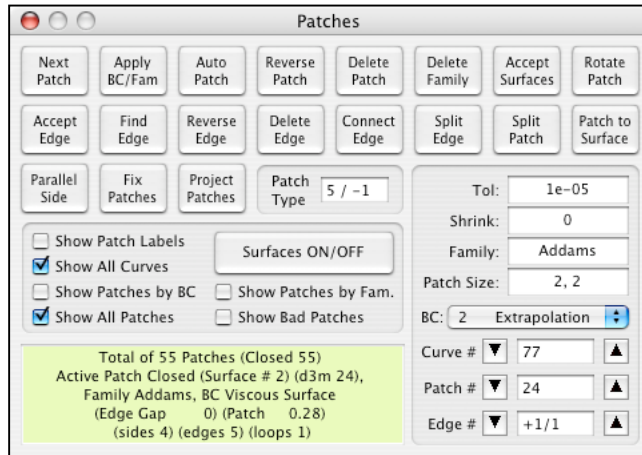 Patches
Next Patch
Apply BC/Fam
Auto Patch
Reverse Patch
Delete Patch
Delete Family
Accept Surfaces
Rotate Patch
Accept Edge
Find Edge
Reverse Edge
Delete Edge
Connect Edge
Split Edge
Split Patch
Patch to Surface
Parallel Side
Fix Patches
Project Patches
Patch Type 5 / -1
Tol: 1e-05
Shrink: 0
Family: Addams
Patch Size: 2, 2
BC: 2 Extrapolation
Curve # 77
Patch # 24
Edge # +1/1
Show Patch Labels
Show All Curves
Surfaces ON/OFF
Show Patches by BC
Show Patches by Fam.
Show All Patches
Show Bad Patches
Total of 55 Patches (Closed 55)
Active Patch Closed (Surface # 2) (d3m 24),
Family Addams, BC Viscous Surface
(Edge Gap 0) (Patch 0.28)
(sides 4) (edges 5) (loops 1)